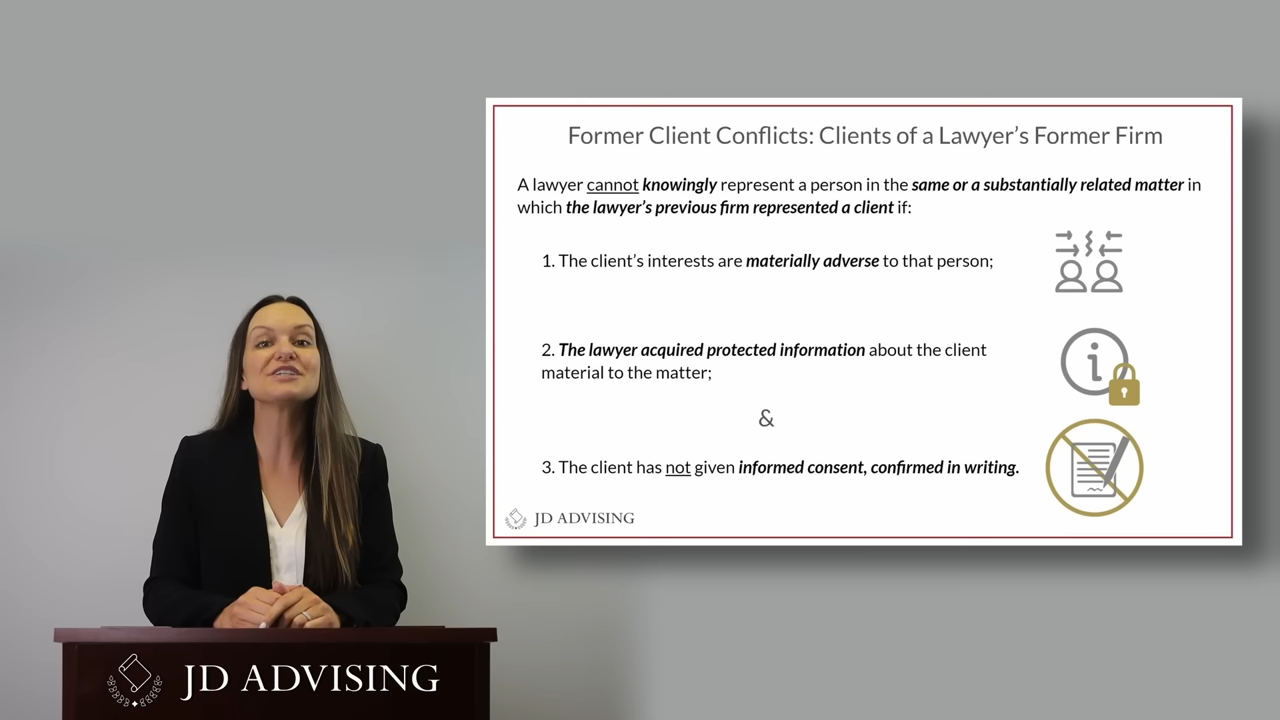 Former Client Conflicts: Clients of a Lawyer's Former Firm
A lawyer cannot knowingly represent a person in the same or a substantially related matter in
which the lawyer's previous firm represented a client if:
1. The client's interests are materially adverse to that person;
2. The lawyer acquired protected information about the client
material to the matter;
&
3. The client has not given informed consent, confirmed in writing.
JD ADVISING
JD ADVISING